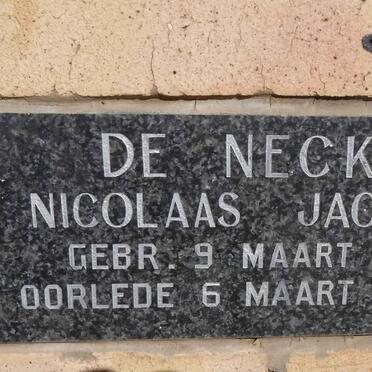 DE NECK
NICOLAAS JAC
GEBR. 9 MAART
OORLEDE 6 MAART